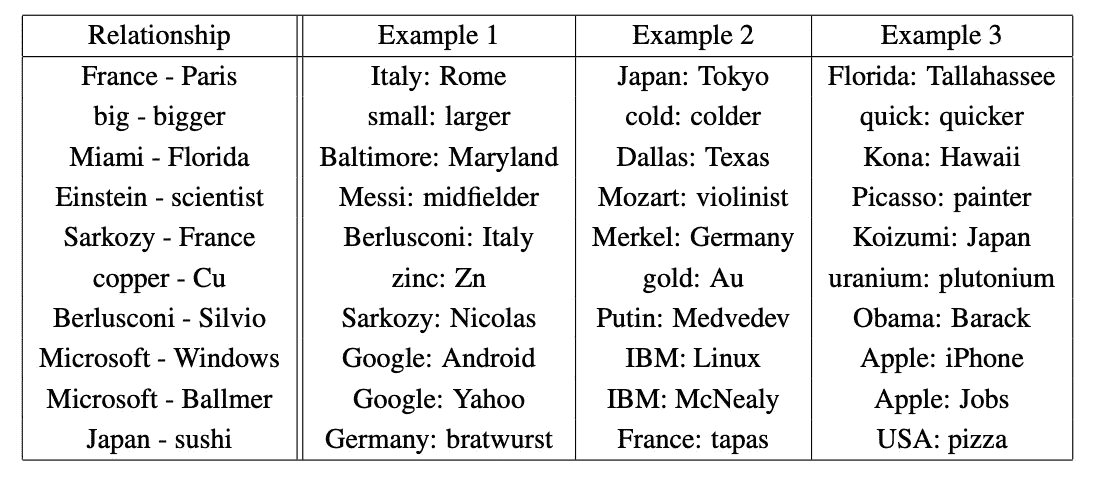 Relationship Example 1 Example 2 Example 3
France - Paris Italy: Rome Japan: Tokyo Florida: Tallahassee
big - bigger small: larger cold: colder quick: quicker
Miami - Florida Baltimore: Maryland Dallas: Texas Kona: Hawaii
Einstein - scientist Messi: midfielder Mozart: violinist Picasso: painter
Sarkozy - France Berlusconi: Italy Merkel: Germany Koizumi: Japan
copper - Cu zinc: Zn gold: Au uranium: plutonium
Berlusconi - Silvio Sarkozy: Nicolas Putin: Medvedev Obama: Barack
Microsoft - Windows Google: Android IBM: Linux Apple: iPhone
Microsoft - Ballmer Google: Yahoo IBM: McNealy Apple: Jobs
Japan - sushi Germany: bratwurst France: tapas USA: pizza